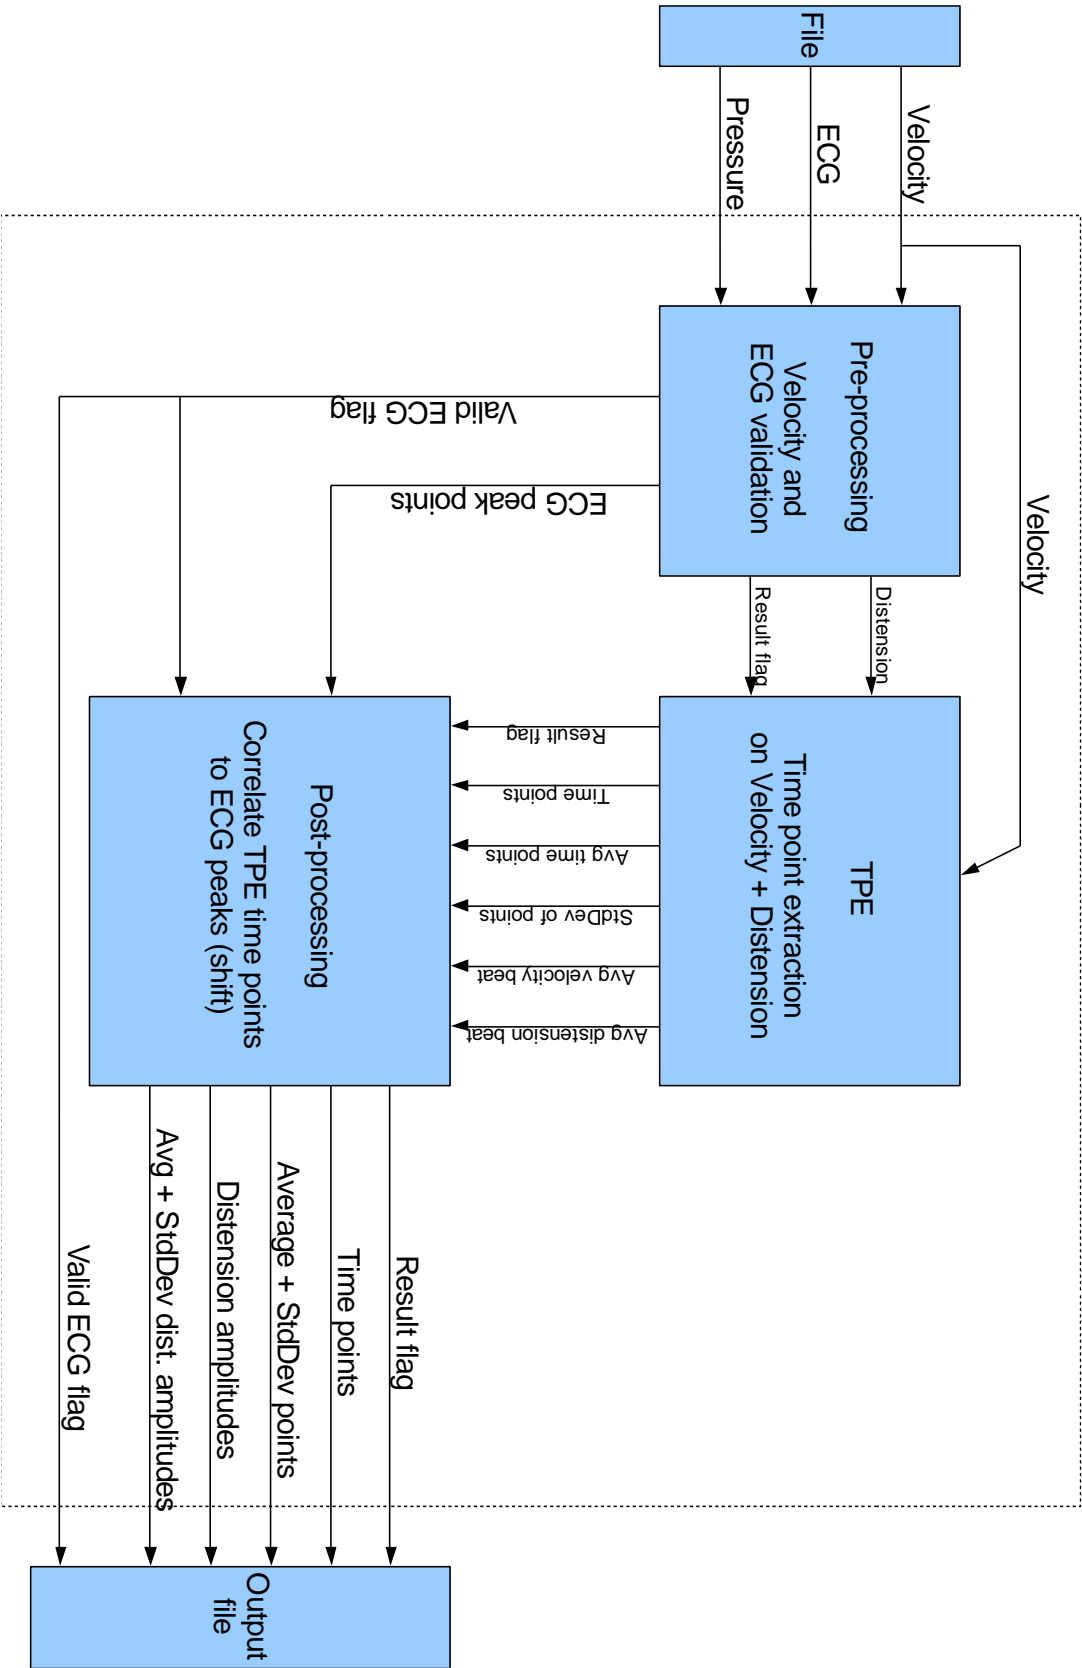 File
Velocity
ECG
Pressure
Velocity
Pre-processing
Velocity and
ECG validation
Valid ECG flag
ECG peak points
Distension
Result flag
TPE
Time point extraction
on Velocity + Distension
Result flag
Time points
Avg time points
StdDev of points
Avg velocity beat
Avg distension beat
Post-processing
Correlate TPE time points
to ECG peaks (shift)
Result flag
Time points
Average + StdDev points
Distension amplitudes
Avg + StdDev dist. amplitudes
Valid ECG flag
Output
file